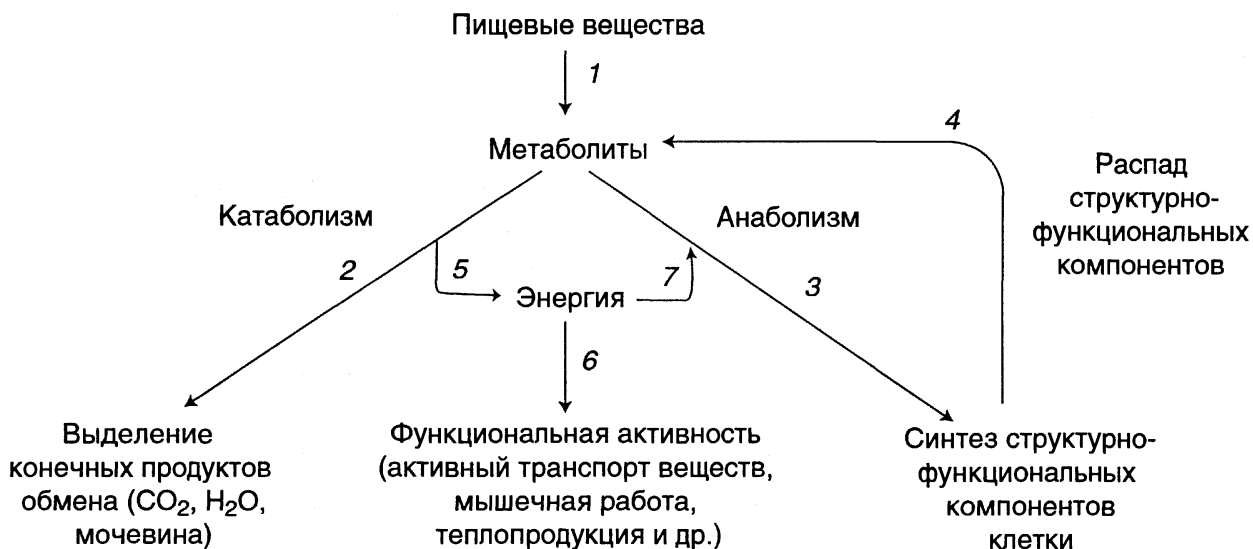 Пищевые вещества
1
Метаболиты
4
Распад
структурно-
функциональных
компонентов
Катаболизм
Анаболизм
2
5
Энергия
7
3
6
Выделение
конечных продуктов
обмена (CO₂, H₂O,
мочевина)
Функциональная активность
(активный транспорт веществ,
мышечная работа,
теплопродукция и др.)
Синтез структурно-
функциональных
компонентов
клетки